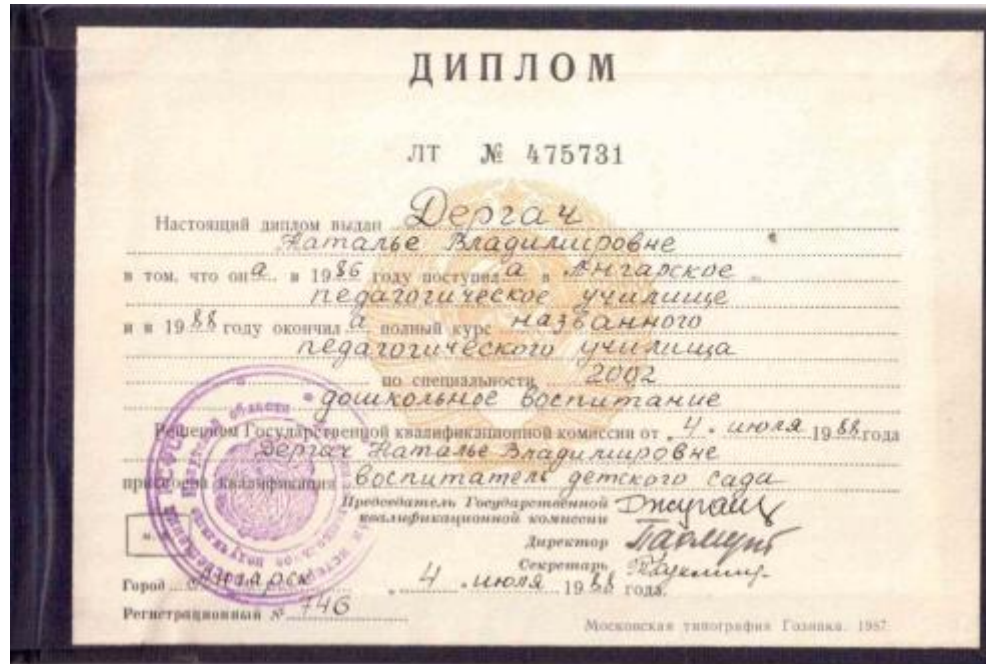 ДИПЛОМ
ЛТ № 475731
Настоящий диплом выдан Дергач
Наталье Владимировне
в том, что она в 1986 году поступила в Ангарское
педагогическое училище
и в 1988 году окончила полный курс названного
педагогического училища
по специальности 2002
дошкольное воспитание
Решением Государственной квалификационной комиссии от „4" июля 1988 года
Дергач Наталье Владимировне
присвоена квалификация воспитатель детского сада
Председатель Государственной
квалификационной комиссии
Директор
Секретарь
Город Ангарск „4" июля 1988 года.
Регистрационный № 746
Московская типография Гознака. 1987.